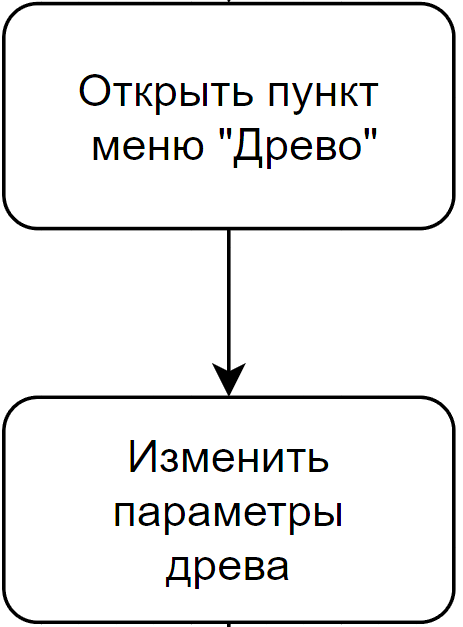 Открыть пункт
меню "Древо"
Изменить
параметры
древа